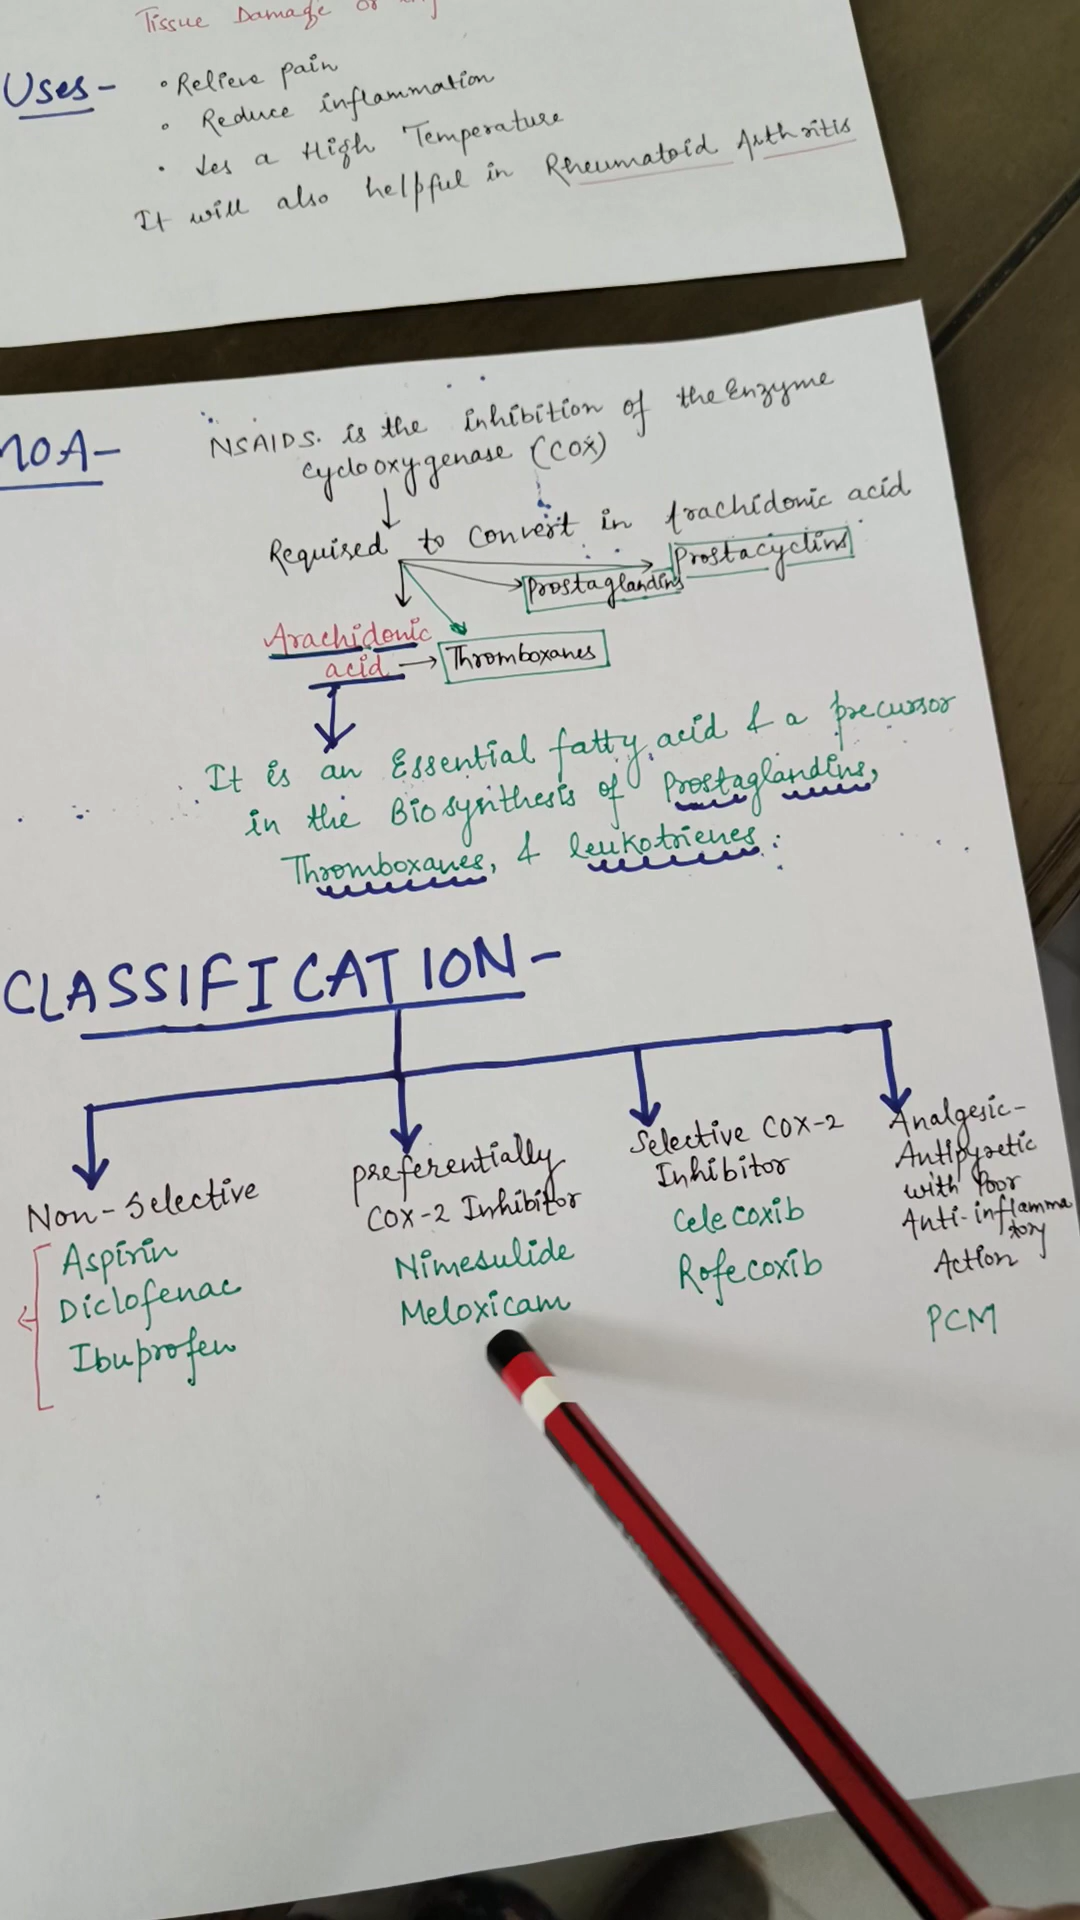 Tissue Damage or
Uses-
• Relieve pain
• Reduce inflammation
• ↓es a High Temperature
It will also helpful in Rheumatoid Arthritis
MOA-
NSAIDS. is the inhibition of the Enzyme
cyclooxygenase (COX)
Required to Convert in Arachidonic acid
Prostacyclins
Prostaglandins
Arachidonic
acid → Thromboxanes
It is an Essential fatty acid & a precursor
in the Biosynthesis of Prostaglandins,
Thromboxanes, & leukotrienes.
CLASSIFICATION-
Non-Selective
Aspirin
Diclofenac
Ibuprofen
preferentially
COX-2 Inhibitor
Nimesulide
Meloxicam
Selective COX-2
Inhibitor
Celecoxib
Rofecoxib
Analgesic-
Antipyretic
with Poor
Anti-inflamma
tory
Action
PCM